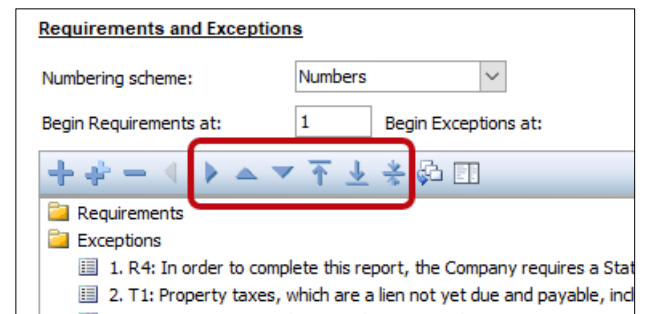 Requirements and Exceptions
Numbering scheme: Numbers
Begin Requirements at: 1 Begin Exceptions at:
Requirements
Exceptions
1. R4: In order to complete this report, the Company requires a Stat
2. T1: Property taxes, which are a lien not yet due and payable, incl